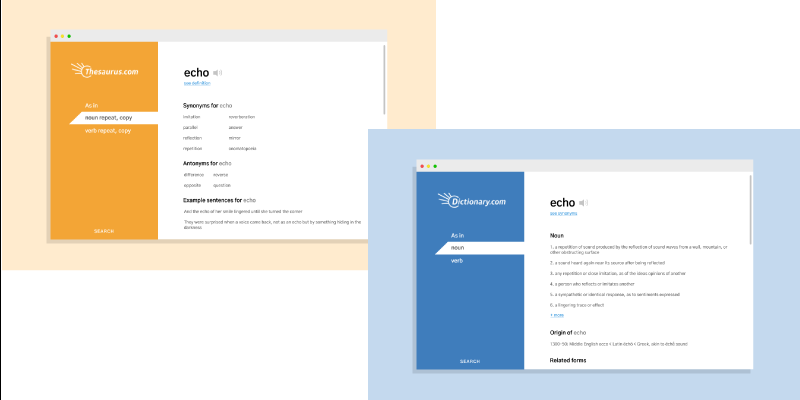 Thesaurus.com
As in
noun repeat, copy
verb repeat, copy
SEARCH
echo
see definition
Synonyms for echo
imitation reverberation
parallel answer
reflection mirror
repetition onomatopoeia
Antonyms for echo
difference reverse
opposite question
Example sentences for echo
And the echo of her smile lingered until she turned the corner
They were surprised when a voice came back, not as an echo but by something hiding in the
darkness
Dictionary.com
As in
noun
verb
SEARCH
echo
see synonyms
Noun
1. a repetition of sound produced by the reflection of sound waves from a wall, mountain, or
other obstructing surface
2. a sound heard again near its source after being reflected
3. any repetition or close imitation, as of the ideas opinions of another
4. a person who reflects or imitates another
5. a sympathetic or identical response, as to sentiments expressed
6. a lingering trace or effect
+ more
Origin of echo
1300-50; Middle English ecco < Latin ēchō < Greek, akin to ēchē sound
Related forms